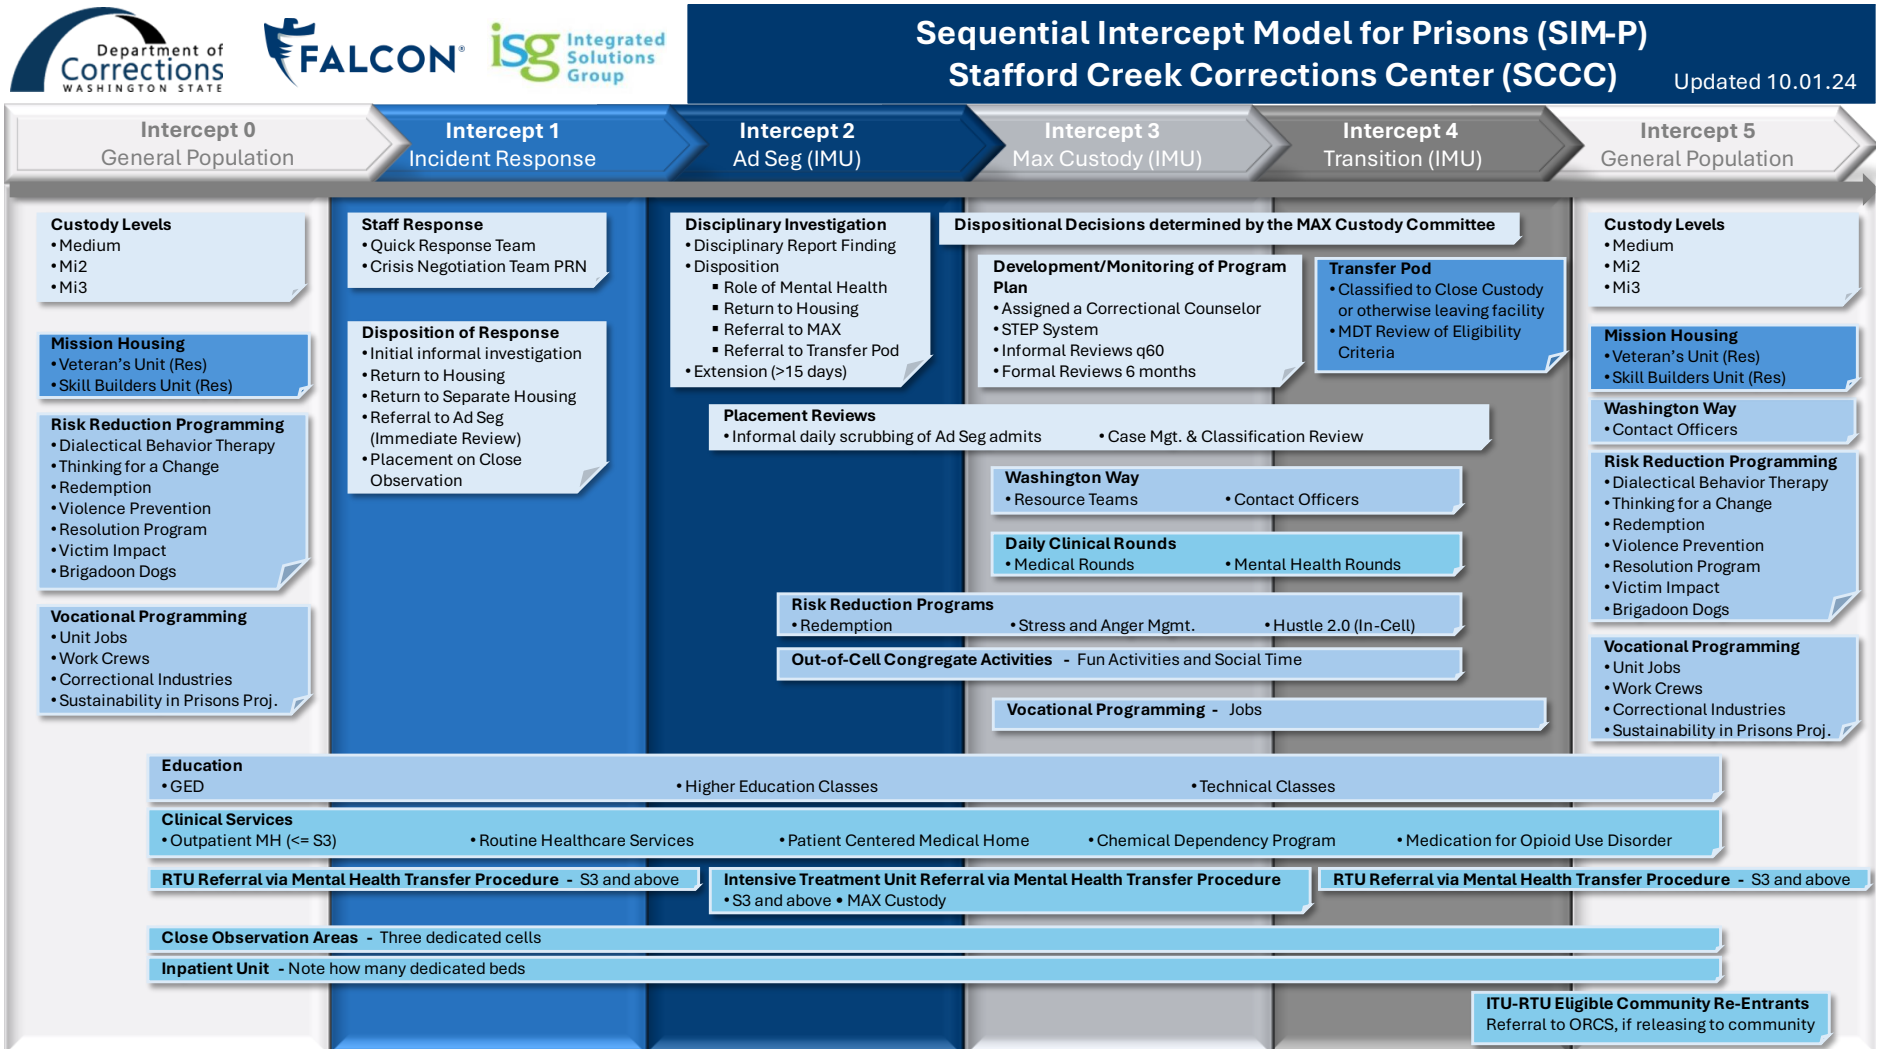 Department of
Corrections
WASHINGTON STATE
FALCON®
isg Integrated
Solutions
Group
Sequential Intercept Model for Prisons (SIM-P)
Stafford Creek Corrections Center (SCCC)
Updated 10.01.24
Intercept 0
General Population
Intercept 1
Incident Response
Intercept 2
Ad Seg (IMU)
Intercept 3
Max Custody (IMU)
Intercept 4
Transition (IMU)
Intercept 5
General Population
Custody Levels
• Medium
• Mi2
• Mi3
Mission Housing
• Veteran's Unit (Res)
• Skill Builders Unit (Res)
Risk Reduction Programming
• Dialectical Behavior Therapy
• Thinking for a Change
• Redemption
• Violence Prevention
• Resolution Program
• Victim Impact
• Brigadoon Dogs
Vocational Programming
• Unit Jobs
• Work Crews
• Correctional Industries
• Sustainability in Prisons Proj.
Staff Response
• Quick Response Team
• Crisis Negotiation Team PRN
Disposition of Response
• Initial informal investigation
• Return to Housing
• Return to Separate Housing
• Referral to Ad Seg
(Immediate Review)
• Placement on Close
Observation
Disciplinary Investigation
• Disciplinary Report Finding
• Disposition
▪ Role of Mental Health
▪ Return to Housing
▪ Referral to MAX
▪ Referral to Transfer Pod
• Extension (>15 days)
Dispositional Decisions determined by the MAX Custody Committee
Development/Monitoring of Program
Plan
• Assigned a Correctional Counselor
• STEP System
• Informal Reviews q60
• Formal Reviews 6 months
Transfer Pod
• Classified to Close Custody
or otherwise leaving facility
• MDT Review of Eligibility
Criteria
Placement Reviews
• Informal daily scrubbing of Ad Seg admits • Case Mgt. & Classification Review
Washington Way
• Resource Teams • Contact Officers
Daily Clinical Rounds
• Medical Rounds • Mental Health Rounds
Risk Reduction Programs
• Redemption • Stress and Anger Mgmt. • Hustle 2.0 (In-Cell)
Out-of-Cell Congregate Activities - Fun Activities and Social Time
Vocational Programming - Jobs
Custody Levels
• Medium
• Mi2
• Mi3
Mission Housing
• Veteran's Unit (Res)
• Skill Builders Unit (Res)
Washington Way
• Contact Officers
Risk Reduction Programming
• Dialectical Behavior Therapy
• Thinking for a Change
• Redemption
• Violence Prevention
• Resolution Program
• Victim Impact
• Brigadoon Dogs
Vocational Programming
• Unit Jobs
• Work Crews
• Correctional Industries
• Sustainability in Prisons Proj.
Education
• GED • Higher Education Classes • Technical Classes
Clinical Services
• Outpatient MH (<= S3) • Routine Healthcare Services • Patient Centered Medical Home • Chemical Dependency Program • Medication for Opioid Use Disorder
RTU Referral via Mental Health Transfer Procedure - S3 and above
Intensive Treatment Unit Referral via Mental Health Transfer Procedure
• S3 and above • MAX Custody
RTU Referral via Mental Health Transfer Procedure - S3 and above
Close Observation Areas - Three dedicated cells
Inpatient Unit - Note how many dedicated beds
ITU-RTU Eligible Community Re-Entrants
Referral to ORCS, if releasing to community